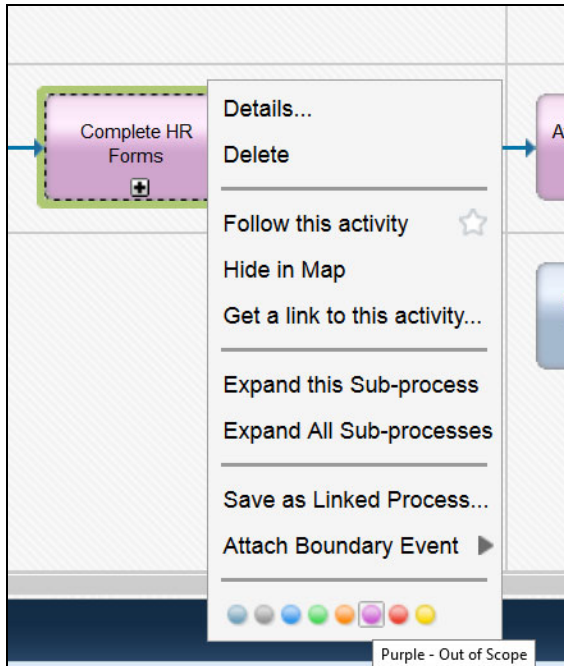 Complete HR
Forms
Details...
Delete
Follow this activity
Hide in Map
Get a link to this activity...
Expand this Sub-process
Expand All Sub-processes
Save as Linked Process...
Attach Boundary Event
Purple - Out of Scope
A